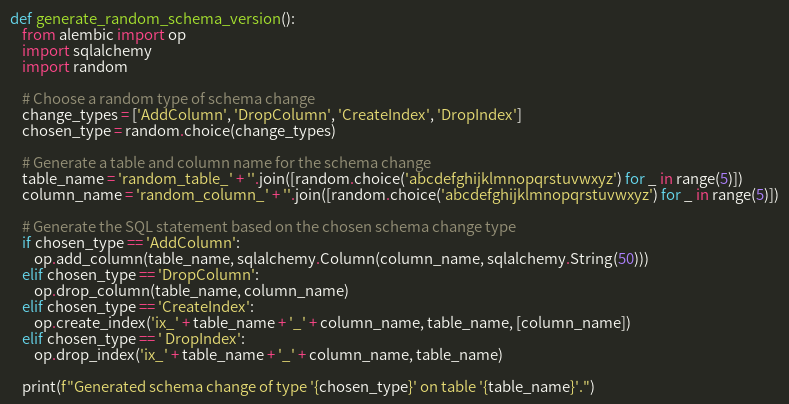 def generate_random_schema_version():
    from alembic import op
    import sqlalchemy
    import random

    # Choose a random type of schema change
    change_types = ['AddColumn', 'DropColumn', 'CreateIndex', 'DropIndex']
    chosen_type = random.choice(change_types)

    # Generate a table and column name for the schema change
    table_name = 'random_table_' + ''.join([random.choice('abcdefghijklmnopqrstuvwxyz') for _ in range(5)])
    column_name = 'random_column_' + ''.join([random.choice('abcdefghijklmnopqrstuvwxyz') for _ in range(5)])

    # Generate the SQL statement based on the chosen schema change type
    if chosen_type == 'AddColumn':
        op.add_column(table_name, sqlalchemy.Column(column_name, sqlalchemy.String(50)))
    elif chosen_type == 'DropColumn':
        op.drop_column(table_name, column_name)
    elif chosen_type == 'CreateIndex':
        op.create_index('ix_' + table_name + '_' + column_name, table_name, [column_name])
    elif chosen_type == ' DropIndex':
        op.drop_index('ix_' + table_name + '_' + column_name, table_name)

    print(f"Generated schema change of type '{chosen_type}' on table '{table_name}'.")